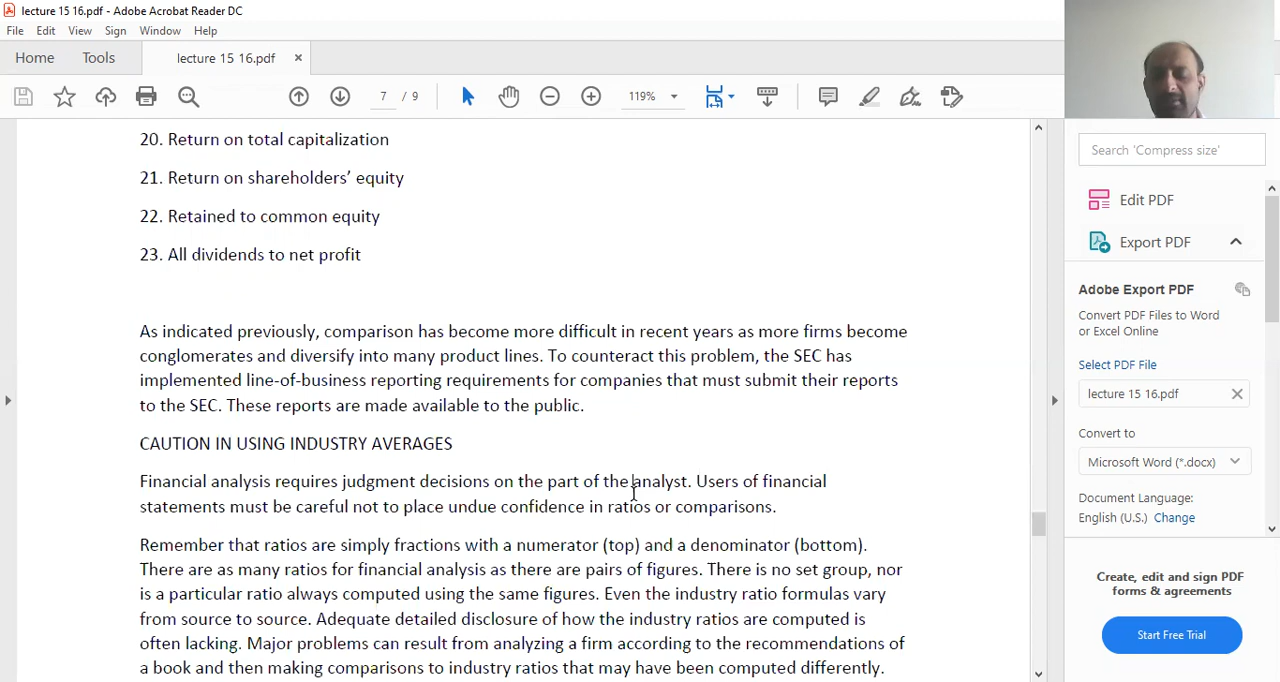 lecture 15 16.pdf - Adobe Acrobat Reader DC
File Edit View Sign Window Help
Home Tools lecture 15 16.pdf ×
7 / 9 119%
20. Return on total capitalization
21. Return on shareholders’ equity
22. Retained to common equity
23. All dividends to net profit
As indicated previously, comparison has become more difficult in recent years as more firms become
conglomerates and diversify into many product lines. To counteract this problem, the SEC has
implemented line-of-business reporting requirements for companies that must submit their reports
to the SEC. These reports are made available to the public.
CAUTION IN USING INDUSTRY AVERAGES
Financial analysis requires judgment decisions on the part of the analyst. Users of financial
statements must be careful not to place undue confidence in ratios or comparisons.
Remember that ratios are simply fractions with a numerator (top) and a denominator (bottom).
There are as many ratios for financial analysis as there are pairs of figures. There is no set group, nor
is a particular ratio always computed using the same figures. Even the industry ratio formulas vary
from source to source. Adequate detailed disclosure of how the industry ratios are computed is
often lacking. Major problems can result from analyzing a firm according to the recommendations of
a book and then making comparisons to industry ratios that may have been computed differently.
Search 'Compress size'
Edit PDF
Export PDF
Adobe Export PDF
Convert PDF Files to Word
or Excel Online
Select PDF File
lecture 15 16.pdf
Convert to
Microsoft Word (*.docx)
Document Language:
English (U.S.) Change
Create, edit and sign PDF
forms & agreements
Start Free Trial